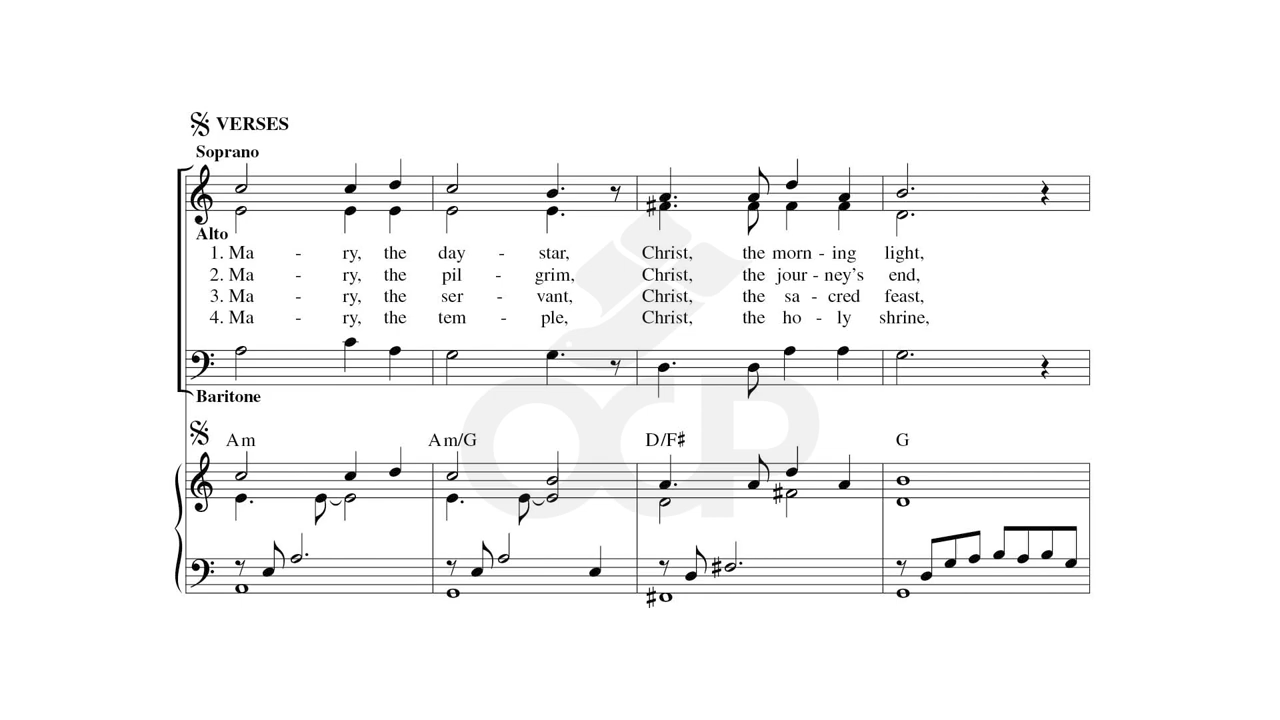 VERSES
Soprano
Alto
1. Ma - ry, the day - star, Christ, the morn - ing light,
2. Ma - ry, the pil - grim, Christ, the jour - ney's end,
3. Ma - ry, the ser - vant, Christ, the sa - cred feast,
4. Ma - ry, the tem - ple, Christ, the ho - ly shrine,
Baritone
Am Am/G D/F♯ G
OCP